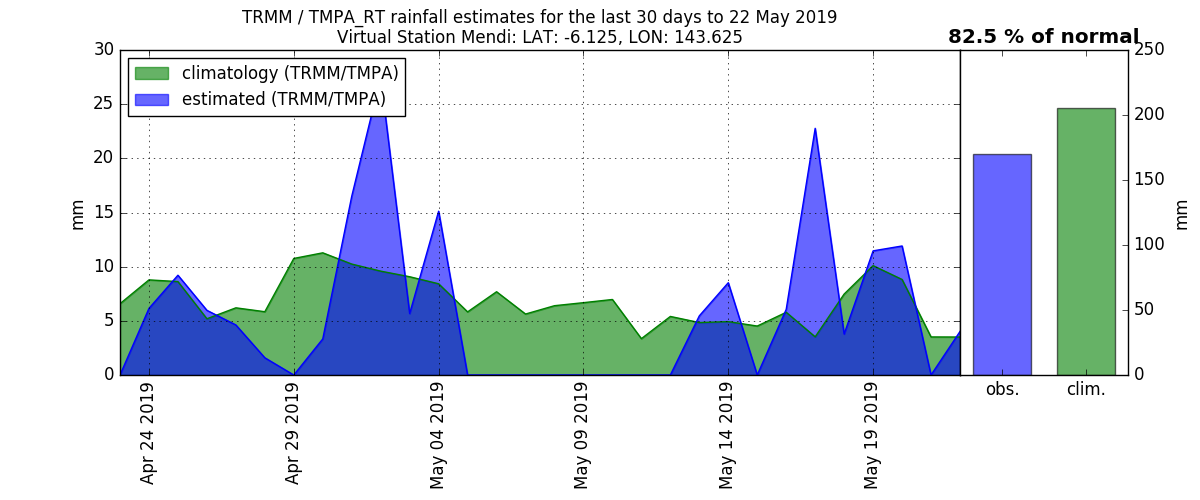 TRMM / TMPA_RT rainfall estimates for the last 30 days to 22 May 2019
Virtual Station Mendi: LAT: -6.125, LON: 143.625
82.5 % of normal
climatology (TRMM/TMPA)
estimated (TRMM/TMPA)
30
25
20
15
10
5
0
mm
Apr 24 2019
Apr 29 2019
May 04 2019
May 09 2019
May 14 2019
May 19 2019
250
200
150
100
50
0
mm
obs.
clim.